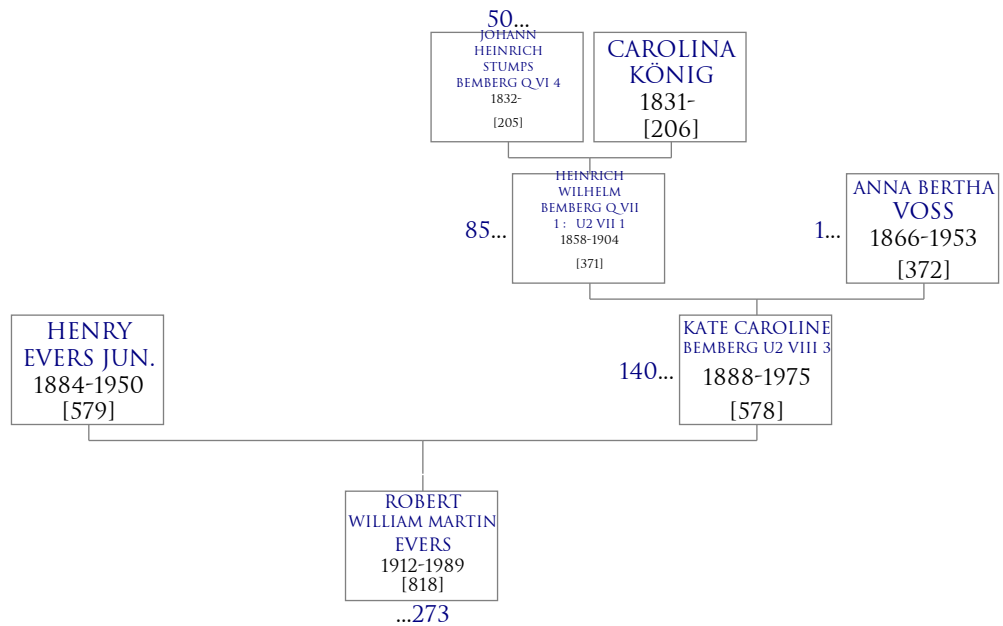 50...
JOHANN
HEINRICH
STUMPS
BEMBERG Q VI 4
1832-
[205]
CAROLINA
KÖNIG
1831-
[206]
85...
HEINRICH
WILHELM
BEMBERG Q VII
1 : U2 VII 1
1858-1904
[371]
1...
ANNA BERTHA
VOSS
1866-1953
[372]
HENRY
EVERS JUN.
1884-1950
[579]
140...
KATE CAROLINE
BEMBERG U2 VIII 3
1888-1975
[578]
ROBERT
WILLIAM MARTIN
EVERS
1912-1989
[818]
...273